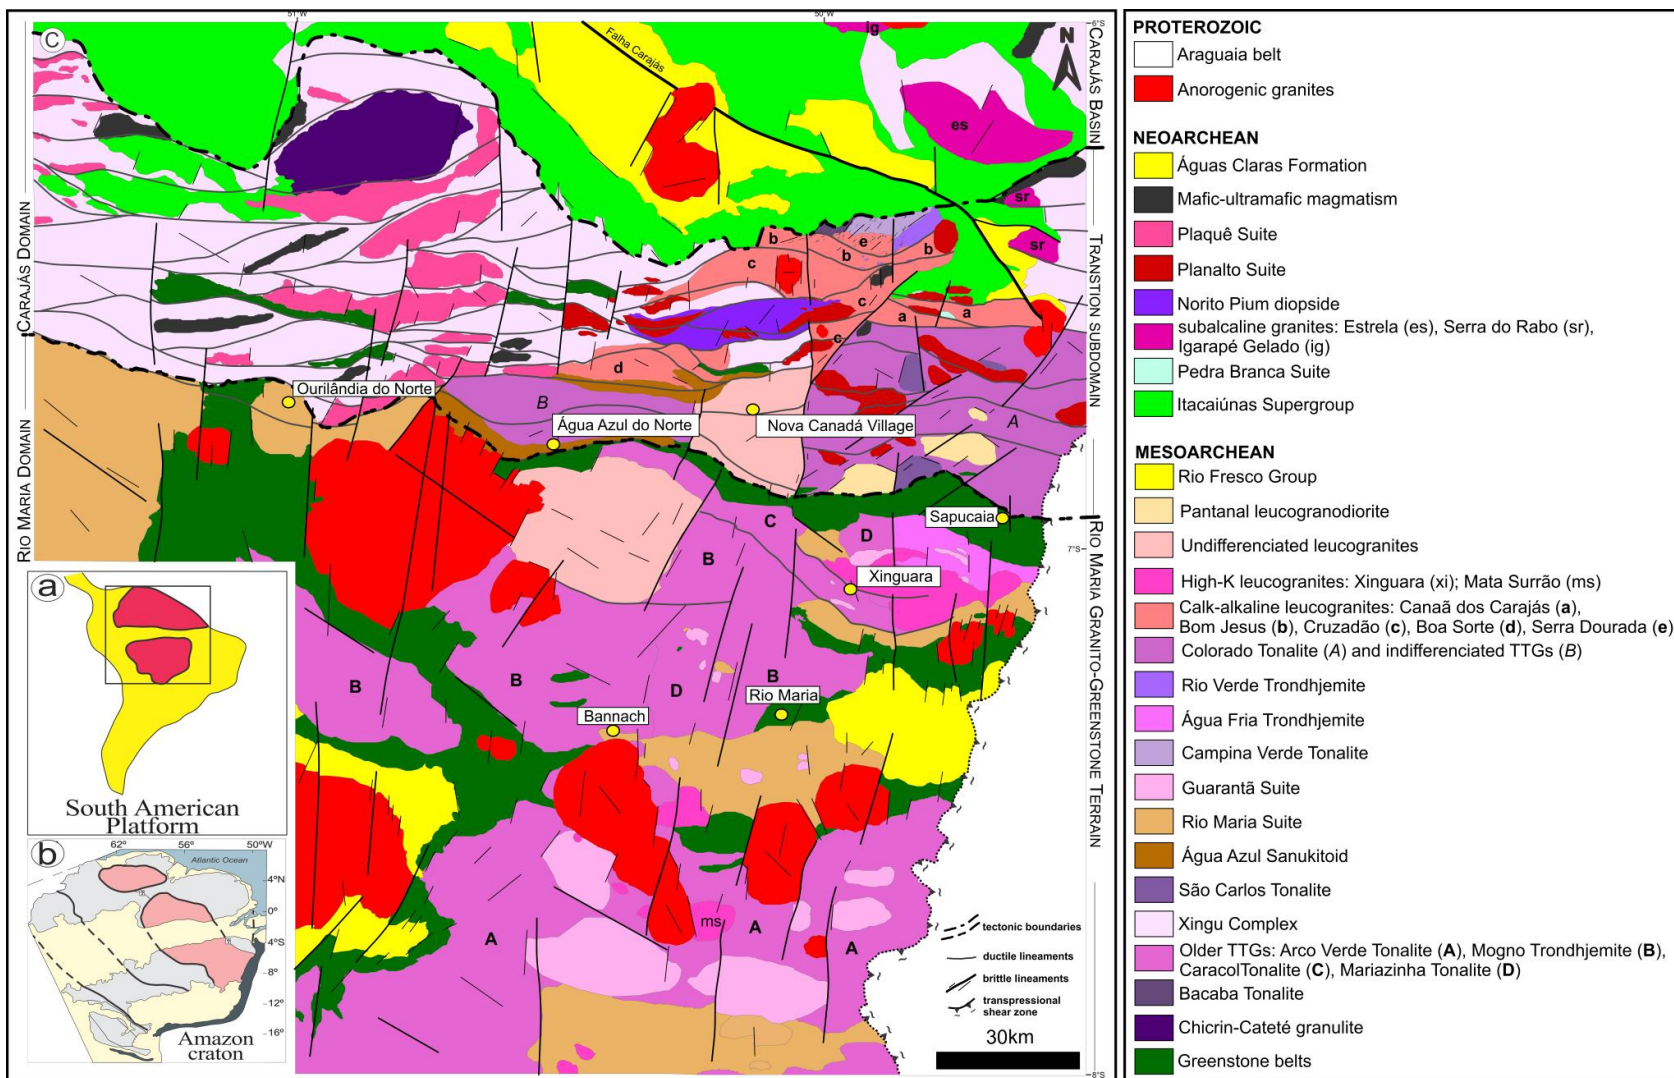 51°W
50°W
6°S
C
Falha Carajás
ig
N
es
sr
sr
CARAJÁS BASIN
CARAJÁS DOMAIN
TRANSTION SUBDOMAIN
b
e
b
b
c
c
a
a
c
d
Ourilândia do Norte
B
Água Azul do Norte
Nova Canadá Village
A
RIO MARIA DOMAIN
Sapucaia
C
D
B
7°S
Xinguara
RIO MARIA GRANITO-GREENSTONE TERRAIN
B
B
D
B
Rio Maria
Bannach
ms
A
A
A
a
South American
Platform
b
62°
56°
50°W
Atlantic Ocean
4°N
0°
4°S
8°
12°
16°
Amazon
craton
tectonic boundaries
ductile lineaments
brittle lineaments
transpressional
shear zone
30km
8°S
PROTEROZOIC
Araguaia belt
Anorogenic granites
NEOARCHEAN
Águas Claras Formation
Mafic-ultramafic magmatism
Plaquê Suite
Planalto Suite
Norito Pium diopside
subalcaline granites: Estrela (es), Serra do Rabo (sr),
Igarapé Gelado (ig)
Pedra Branca Suite
Itacaiúnas Supergroup
MESOARCHEAN
Rio Fresco Group
Pantanal leucogranodiorite
Undifferenciated leucogranites
High-K leucogranites: Xinguara (xi); Mata Surrão (ms)
Calk-alkaline leucogranites: Canaã dos Carajás (a),
Bom Jesus (b), Cruzadão (c), Boa Sorte (d), Serra Dourada (e)
Colorado Tonalite (A) and indifferenciated TTGs (B)
Rio Verde Trondhjemite
Água Fria Trondhjemite
Campina Verde Tonalite
Guarantã Suite
Rio Maria Suite
Água Azul Sanukitoid
São Carlos Tonalite
Xingu Complex
Older TTGs: Arco Verde Tonalite (A), Mogno Trondhjemite (B),
CaracolTonalite (C), Mariazinha Tonalite (D)
Bacaba Tonalite
Chicrin-Cateté granulite
Greenstone belts